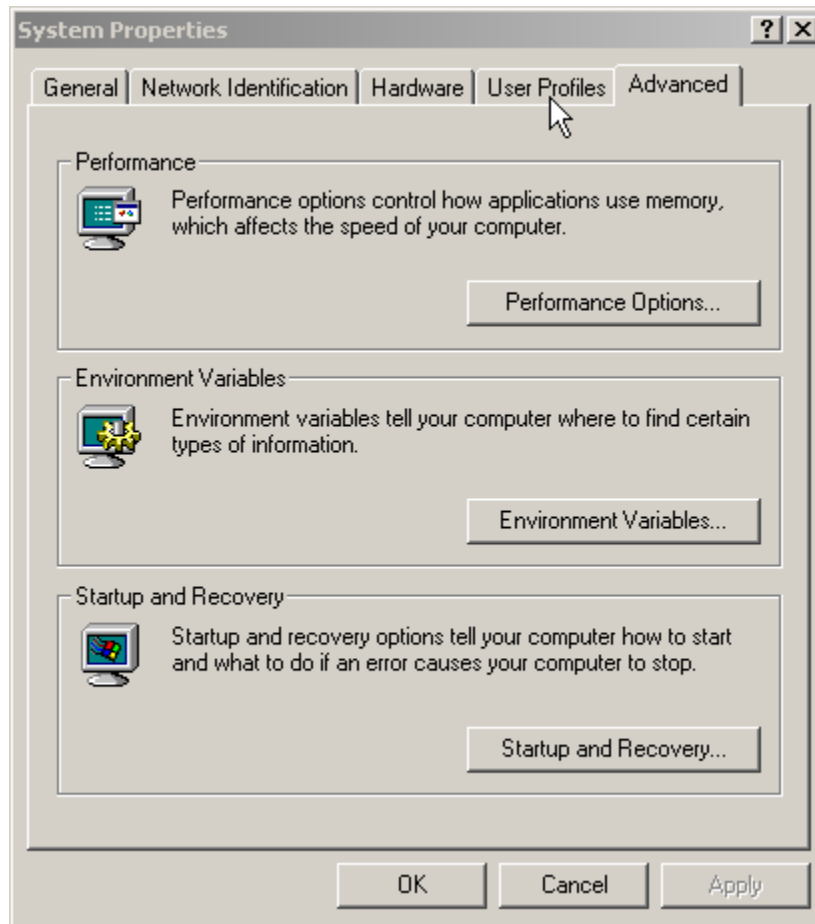 System Properties
General
Network Identification
Hardware
User Profiles
Advanced
Performance
Performance options control how applications use memory,
which affects the speed of your computer.
Performance Options...
Environment Variables
Environment variables tell your computer where to find certain
types of information.
Environment Variables...
Startup and Recovery
Startup and recovery options tell your computer how to start
and what to do if an error causes your computer to stop.
Startup and Recovery...
OK
Cancel
Apply